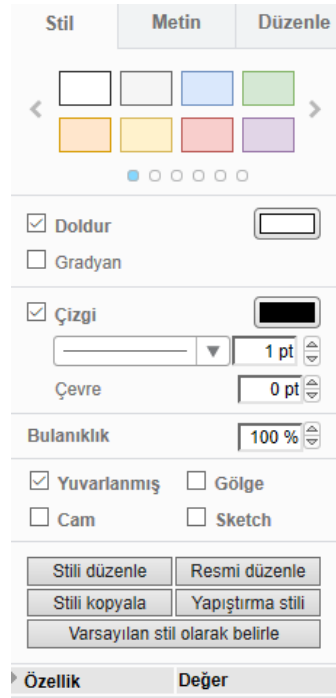 Stil Metin Düzenle
Doldur
Gradyan
Çizgi
1 pt
Çevre 0 pt
Bulanıklık 100 %
Yuvarlanmış Gölge
Cam Sketch
Stili düzenle Resmi düzenle
Stili kopyala Yapıştırma stili
Varsayılan stil olarak belirle
Özellik Değer